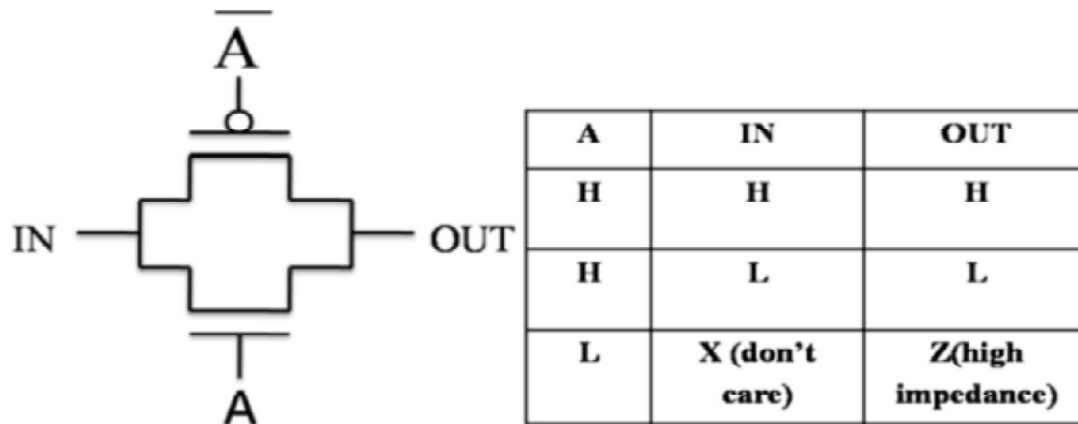 A̅
IN
OUT
A
A IN OUT
H H H
H L L
L X (don't care) Z(high impedance)